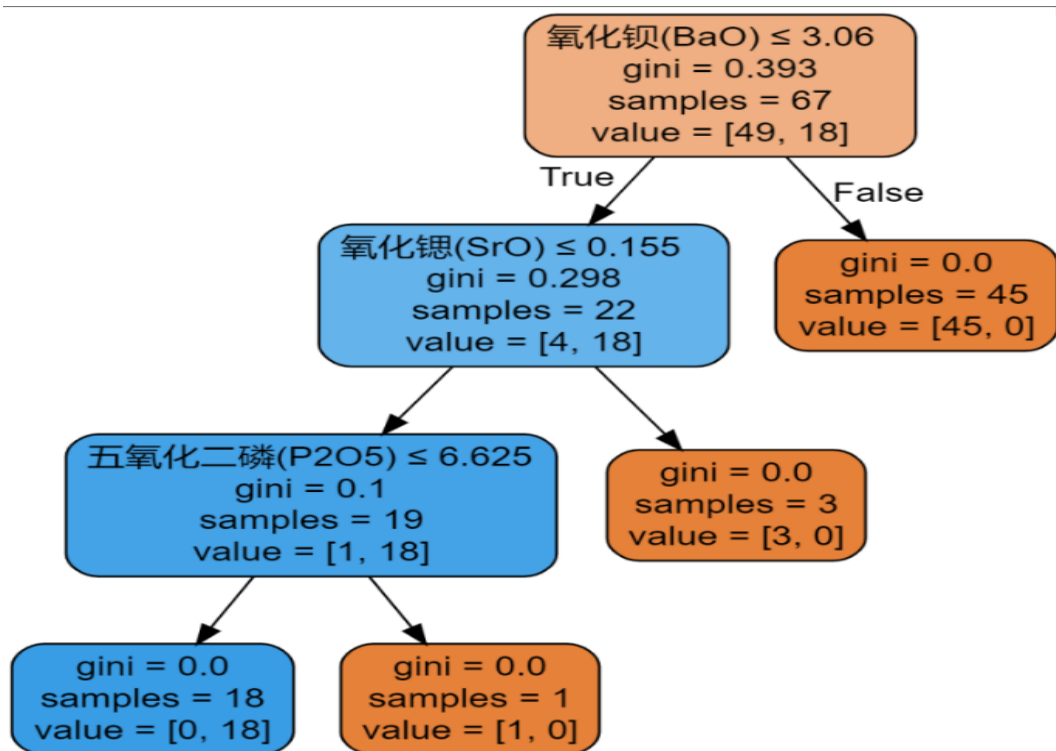 氧化钡(BaO) ≤ 3.06
gini = 0.393
samples = 67
value = [49, 18]
True
False
氧化锶(SrO) ≤ 0.155
gini = 0.298
samples = 22
value = [4, 18]
gini = 0.0
samples = 45
value = [45, 0]
五氧化二磷(P2O5) ≤ 6.625
gini = 0.1
samples = 19
value = [1, 18]
gini = 0.0
samples = 3
value = [3, 0]
gini = 0.0
samples = 18
value = [0, 18]
gini = 0.0
samples = 1
value = [1, 0]